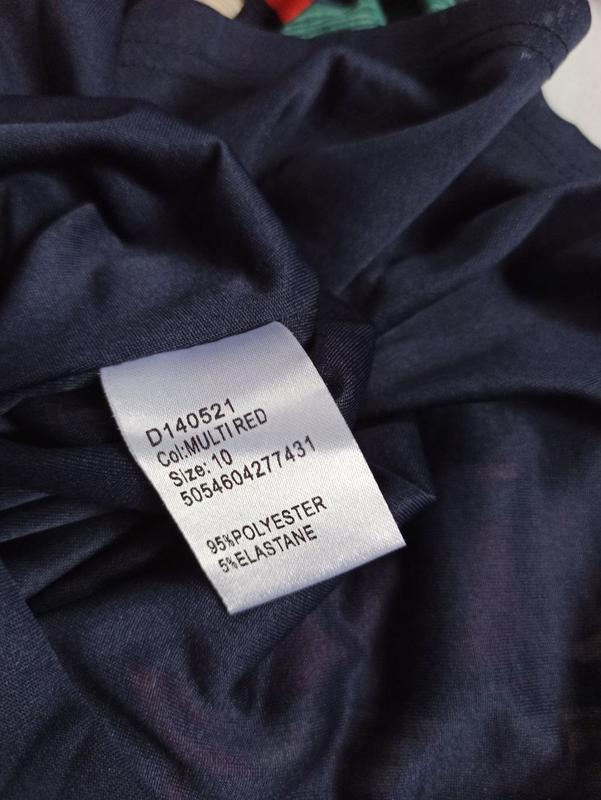 D140521
Col:MULTI RED
Size: 10
5054604277431
95%POLYESTER
5%ELASTANE